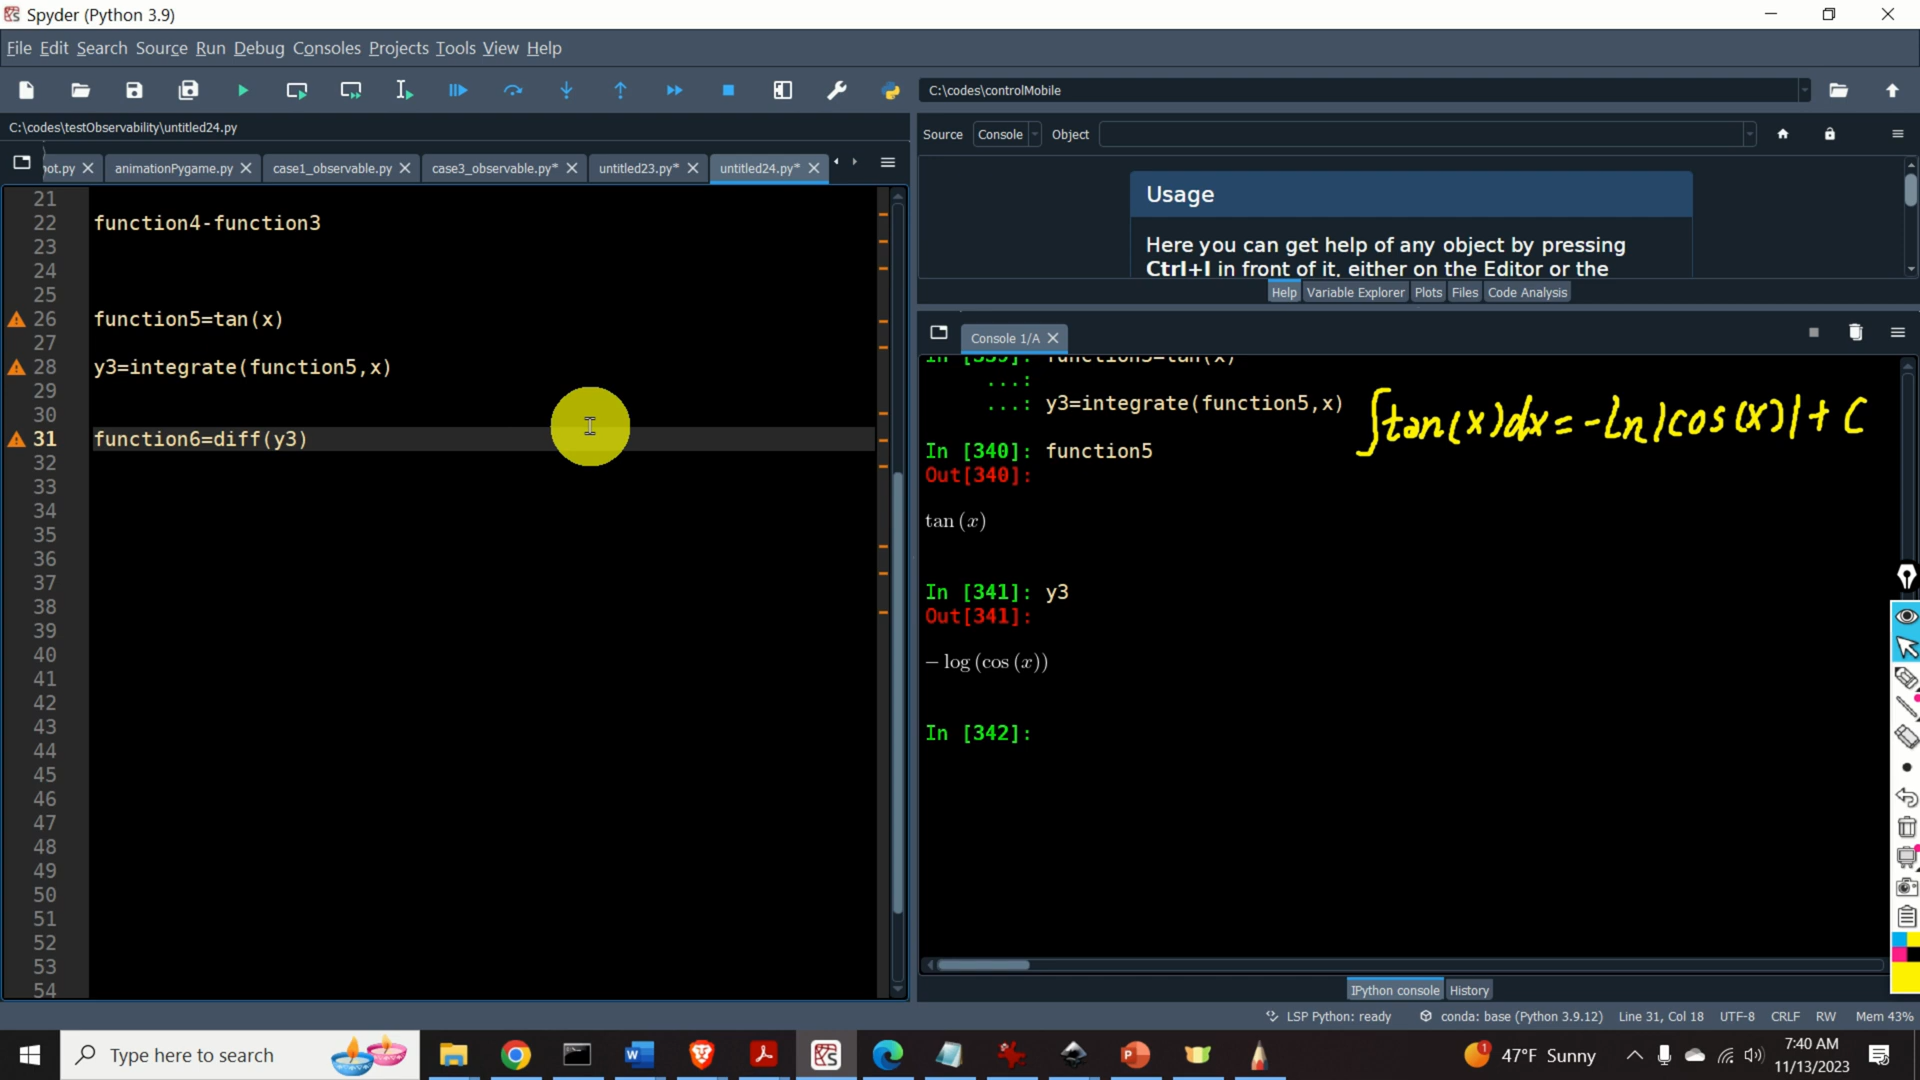 Spyder (Python 3.9)
File Edit Search Source Run Debug Consoles Projects Tools View Help
C:\codes\controlMobile
C:\codes\testObservability\untitled24.py
Source Console Object
not.py animationPygame.py case1_observable.py case3_observable.py* untitled23.py* untitled24.py*
21
22 function4-function3
23
24
25
26 function5=tan(x)
27
28 y3=integrate(function5,x)
29
30
31 function6=diff(y3)
32
33
34
35
36
37
38
39
40
41
42
43
44
45
46
47
48
49
50
51
52
53
54
Usage
Here you can get help of any object by pressing
Ctrl+I in front of it, either on the Editor or the
Help Variable Explorer Plots Files Code Analysis
Console 1/A
In [339]: function5=tan(x)
...:
...: y3=integrate(function5,x)
∫tan(x)dx=-ln|cos(x)|+C
In [340]: function5
Out[340]:
tan (x)
In [341]: y3
Out[341]:
− log (cos (x))
In [342]:
IPython console History
LSP Python: ready conda: base (Python 3.9.12) Line 31, Col 18 UTF-8 CRLF RW Mem 43%
Type here to search
47°F Sunny
7:40 AM
11/13/2023